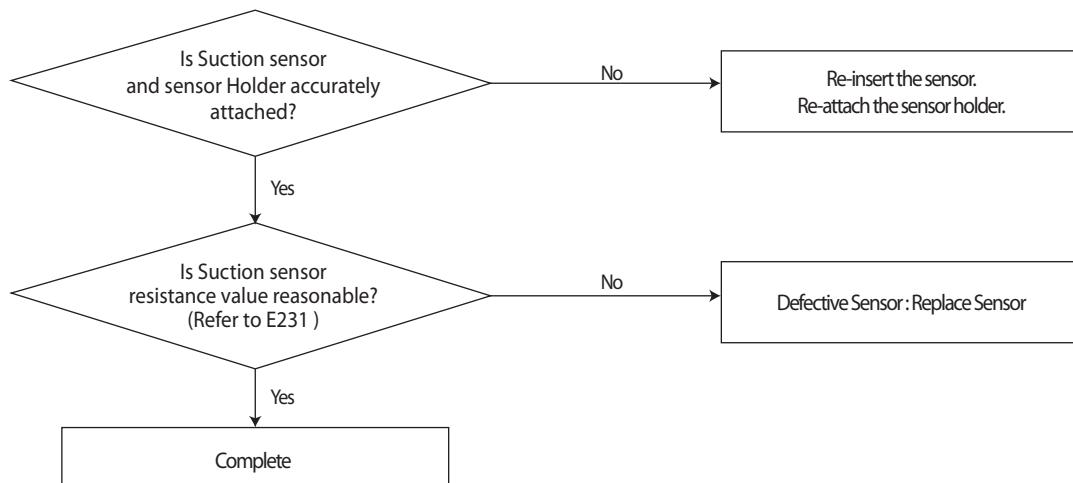 Is Suction sensor
and sensor Holder accurately
attached?
No
Re-insert the sensor.
Re-attach the sensor holder.
Yes
Is Suction sensor
resistance value reasonable?
(Refer to E231 )
No
Defective Sensor : Replace Sensor
Yes
Complete